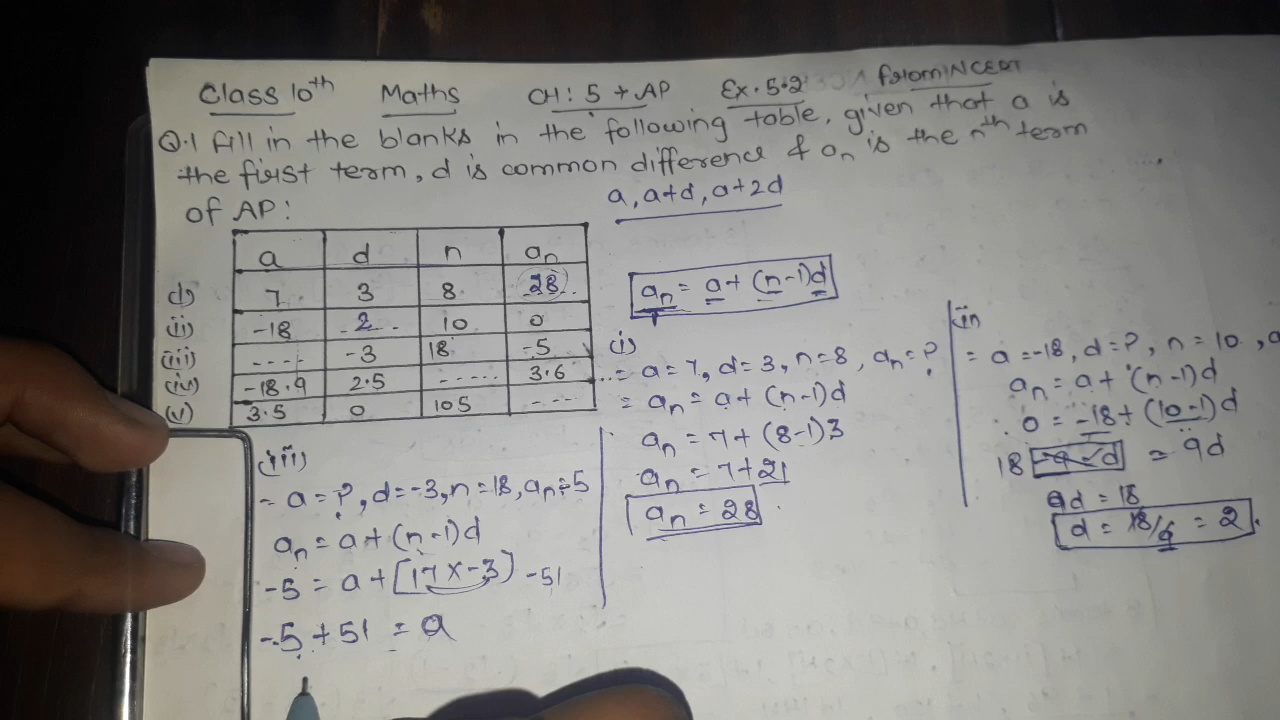 Class 10th Maths CH: 5 + AP Ex. 5.2 from NCERT
Q.1 fill in the blanks in the following table, given that a is
the first term, d is common difference & an is the nth term
of AP:
a, a+d, a+2d
a d n an
(i) 7 3 8 28
(ii) -18 2 10 0
(iii) .... -3 18 -5
(iv) -18.9 2.5 ..... 3.6
(v) 3.5 0 105 ---
an = a + (n-1)d
(i)
= a = 7, d = 3, n = 8, an = ?
= an = a + (n-1)d
an = 7 + (8-1)3
an = 7 + 21
an = 28
(ii)
= a = -18, d = ?, n = 10, a
an = a + (n-1)d
0 = -18 + (10-1)d
18 = 9d
9d = 18
d = 18/9 = 2.
(iii)
= a = ?, d = -3, n = 18, an = -5
an = a + (n-1)d
-5 = a + [17 x -3) -51
-5 + 51 = a